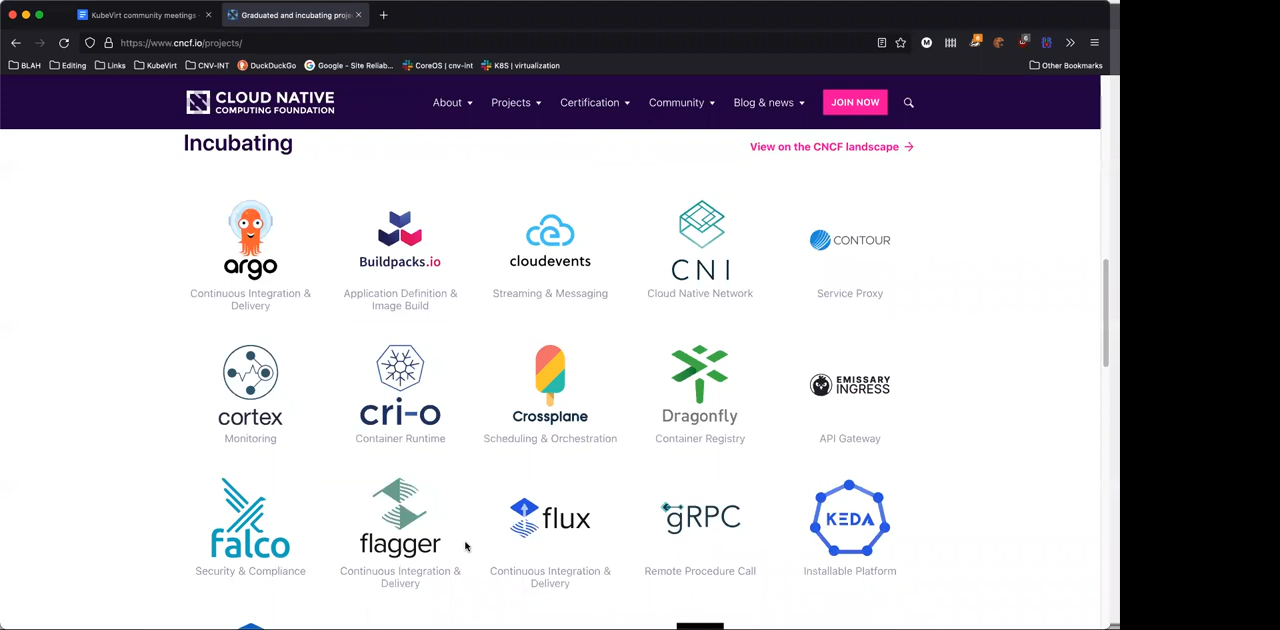 KubeVirt community meetings
Graduated and incubating proje
https://www.cncf.io/projects/
BLAH
Editing
Links
KubeVirt
CNV-INT
DuckDuckGo
Google - Site Reliab...
CoreOS | cnv-int
K8S | virtualization
Other Bookmarks
CLOUD NATIVE
COMPUTING FOUNDATION
About
Projects
Certification
Community
Blog & news
JOIN NOW
Incubating
View on the CNCF landscape →
argo
Buildpacks.io
cloudevents
CNI
CONTOUR
Continuous Integration &
Delivery
Application Definition &
Image Build
Streaming & Messaging
Cloud Native Network
Service Proxy
cortex
cri-o
Crossplane
Dragonfly
EMISSARY
INGRESS
Monitoring
Container Runtime
Scheduling & Orchestration
Container Registry
API Gateway
falco
flagger
flux
gRPC
KEDA
Security & Compliance
Continuous Integration &
Delivery
Continuous Integration &
Delivery
Remote Procedure Call
Installable Platform